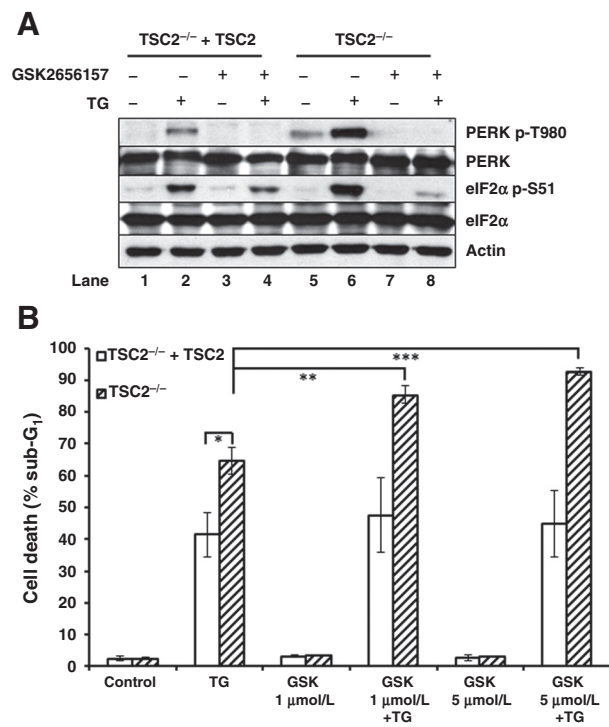 A
TSC2–/– + TSC2 TSC2–/–
GSK2656157 – – + + – – + +
TG – + – + – + – +
PERK p-T980
PERK
eIF2α p-S51
eIF2α
Actin
Lane 1 2 3 4 5 6 7 8
B
Cell death (% sub-G1)
100
90
80
70
60
50
40
30
20
10
0
TSC2–/– + TSC2
TSC2–/–
*
**
***
Control TG GSK GSK GSK GSK
1 μmol/L 1 μmol/L 5 μmol/L 5 μmol/L
+TG +TG